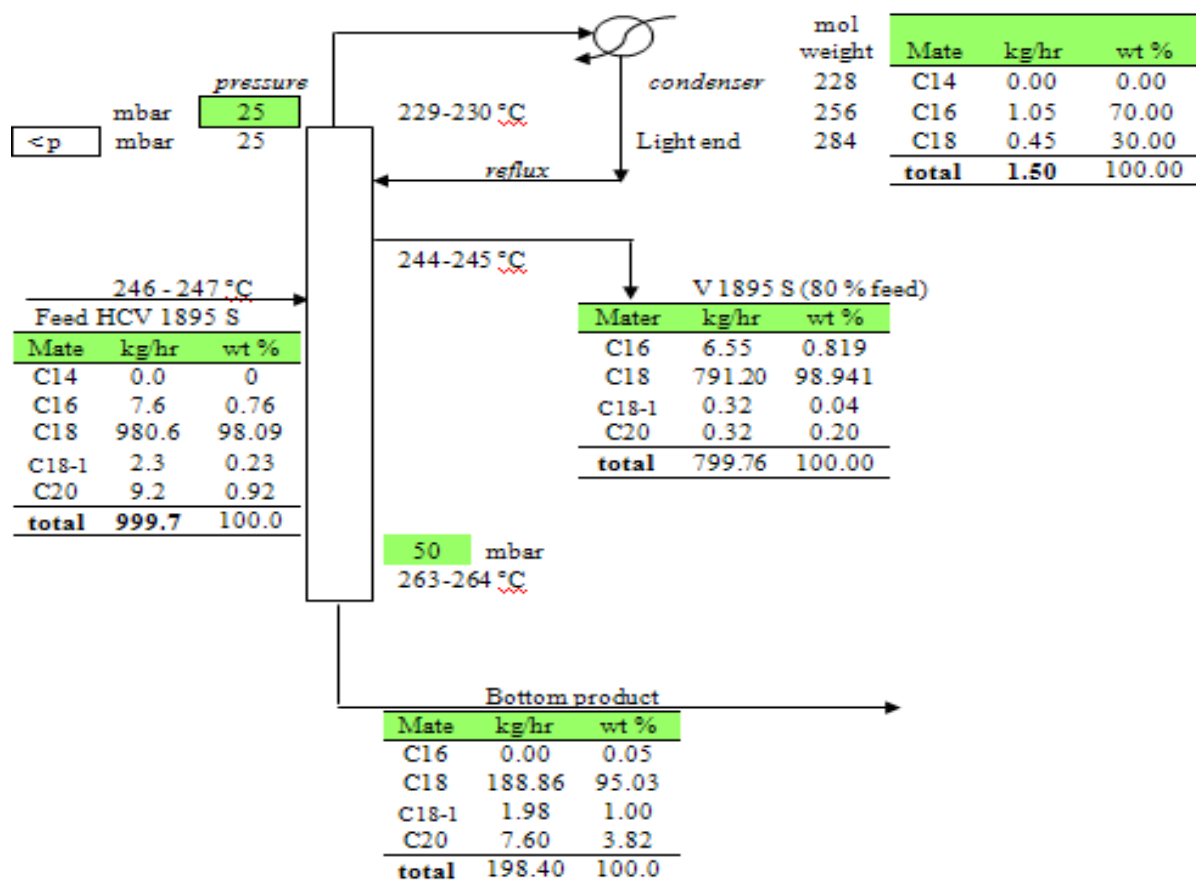 pressure
mbar 25
<p mbar 25
229-230 °C
condenser
Light end
reflux
mol
weight
228
256
284
Mate kg/hr wt %
C14 0.00 0.00
C16 1.05 70.00
C18 0.45 30.00
total 1.50 100.00
244-245 °C
246 - 247 °C
Feed HCV 1895 S
Mate kg/hr wt %
C14 0.0 0
C16 7.6 0.76
C18 980.6 98.09
C18-1 2.3 0.23
C20 9.2 0.92
total 999.7 100.0
V 1895 S (80 % feed)
Mater kg/hr wt %
C16 6.55 0.819
C18 791.20 98.941
C18-1 0.32 0.04
C20 0.32 0.20
total 799.76 100.00
50 mbar
263-264 °C
Bottom product
Mate kg/hr wt %
C16 0.00 0.05
C18 188.86 95.03
C18-1 1.98 1.00
C20 7.60 3.82
total 198.40 100.0